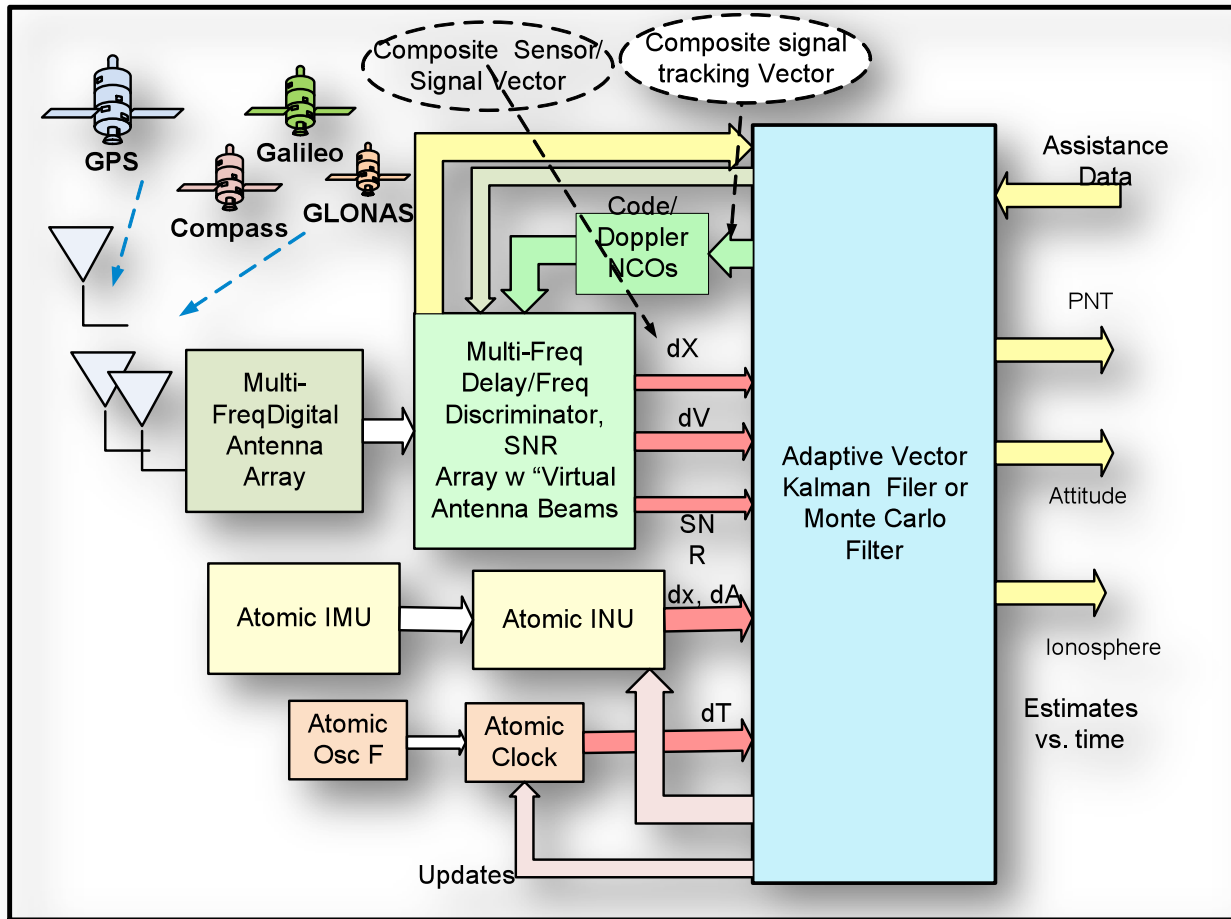 Composite Sensor/
Signal Vector
Composite signal
tracking Vector
GPS
Galileo
Compass
GLONAS
Assistance
Data
Code/
Doppler
NCOs
PNT
Multi-
FreqDigital
Antenna
Array
Multi-Freq
Delay/Freq
Discriminator,
SNR
Array w “Virtual
Antenna Beams
dX
dV
SN
R
Adaptive Vector
Kalman Filer or
Monte Carlo
Filter
Attitude
Atomic IMU
Atomic INU
dx, dA
Ionosphere
Atomic
Osc F
Atomic
Clock
dT
Estimates
vs. time
Updates